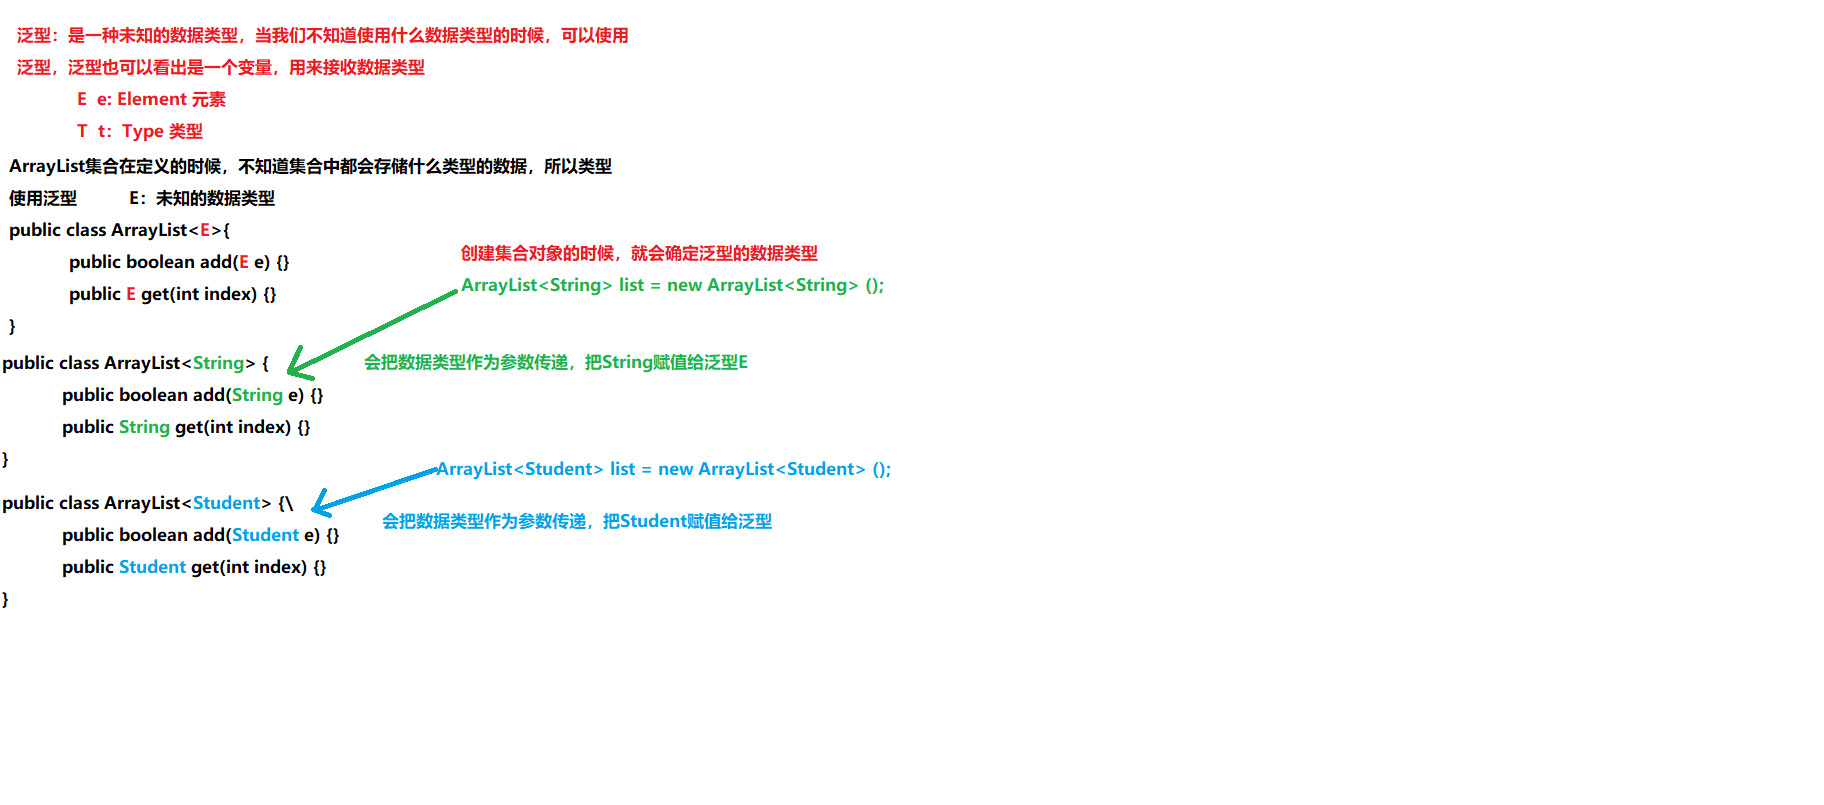 泛型：是一种未知的数据类型，当我们不知道使用什么数据类型的时候，可以使用
泛型，泛型也可以看出是一个变量，用来接收数据类型
E e: Element 元素
T t：Type 类型
ArrayList集合在定义的时候，不知道集合中都会存储什么类型的数据，所以类型
使用泛型 E：未知的数据类型
public class ArrayList<E>{
public boolean add(E e) {}
public E get(int index) {}
}
创建集合对象的时候，就会确定泛型的数据类型
ArrayList<String> list = new ArrayList<String> ();
会把数据类型作为参数传递，把String赋值给泛型E
public class ArrayList<String> {
public boolean add(String e) {}
public String get(int index) {}
}
ArrayList<Student> list = new ArrayList<Student> ();
会把数据类型作为参数传递，把Student赋值给泛型
public class ArrayList<Student> {\
public boolean add(Student e) {}
public Student get(int index) {}
}